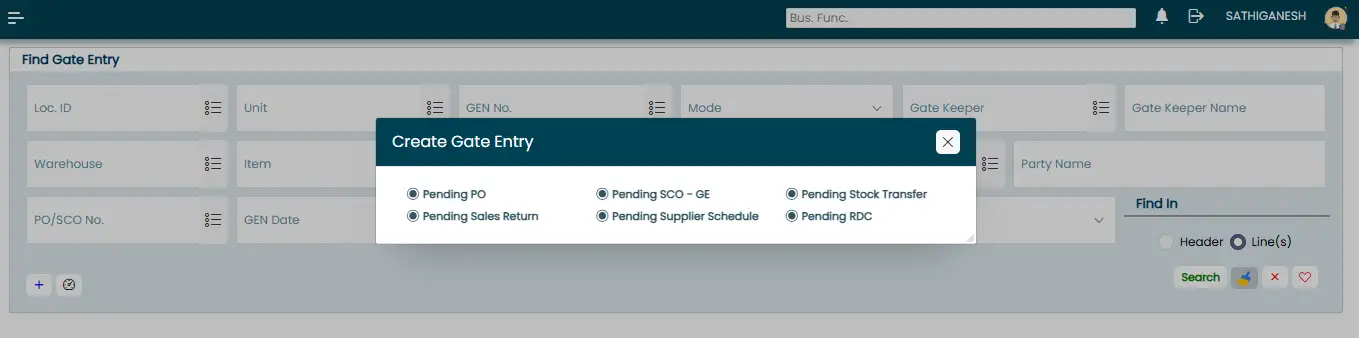 Bus. Func.
SATHIGANESH
Find Gate Entry
Loc. ID
Unit
GEN No.
Mode
Gate Keeper
Gate Keeper Name
Create Gate Entry
Warehouse
Item
Party Name
Pending PO
Pending SCO - GE
Pending Stock Transfer
Pending Sales Return
Pending Supplier Schedule
Pending RDC
PO/SCO No.
GEN Date
Find In
Header
Line(s)
Search